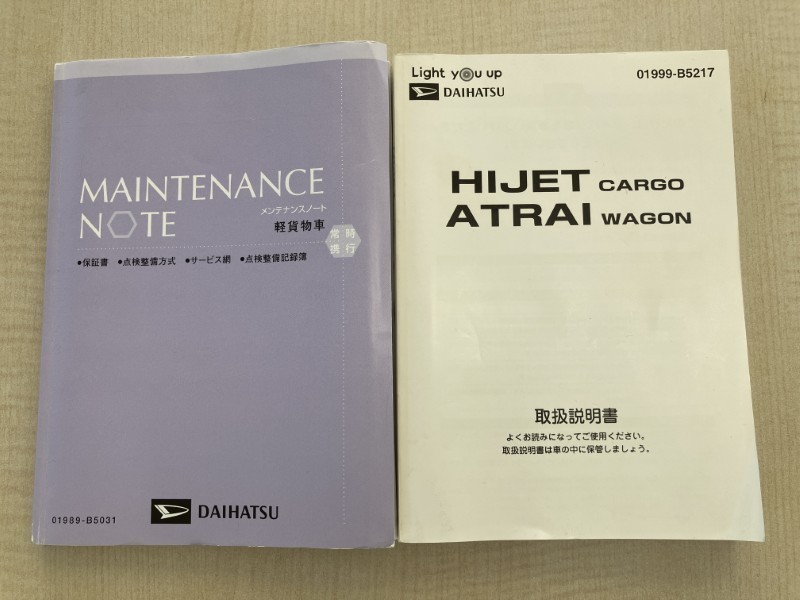 MAINTENANCE
NOTE
メンテナンスノート
軽貨物車
常時
携行
●保証書 ●点検整備方式 ●サービス網 ●点検整備記録簿
01989-B5031
DAIHATSU
Light you up
01999-B5217
DAIHATSU
HIJET CARGO
ATRAI WAGON
取扱説明書
よくお読みになってご使用ください。
取扱説明書は車の中に保管しましょう。